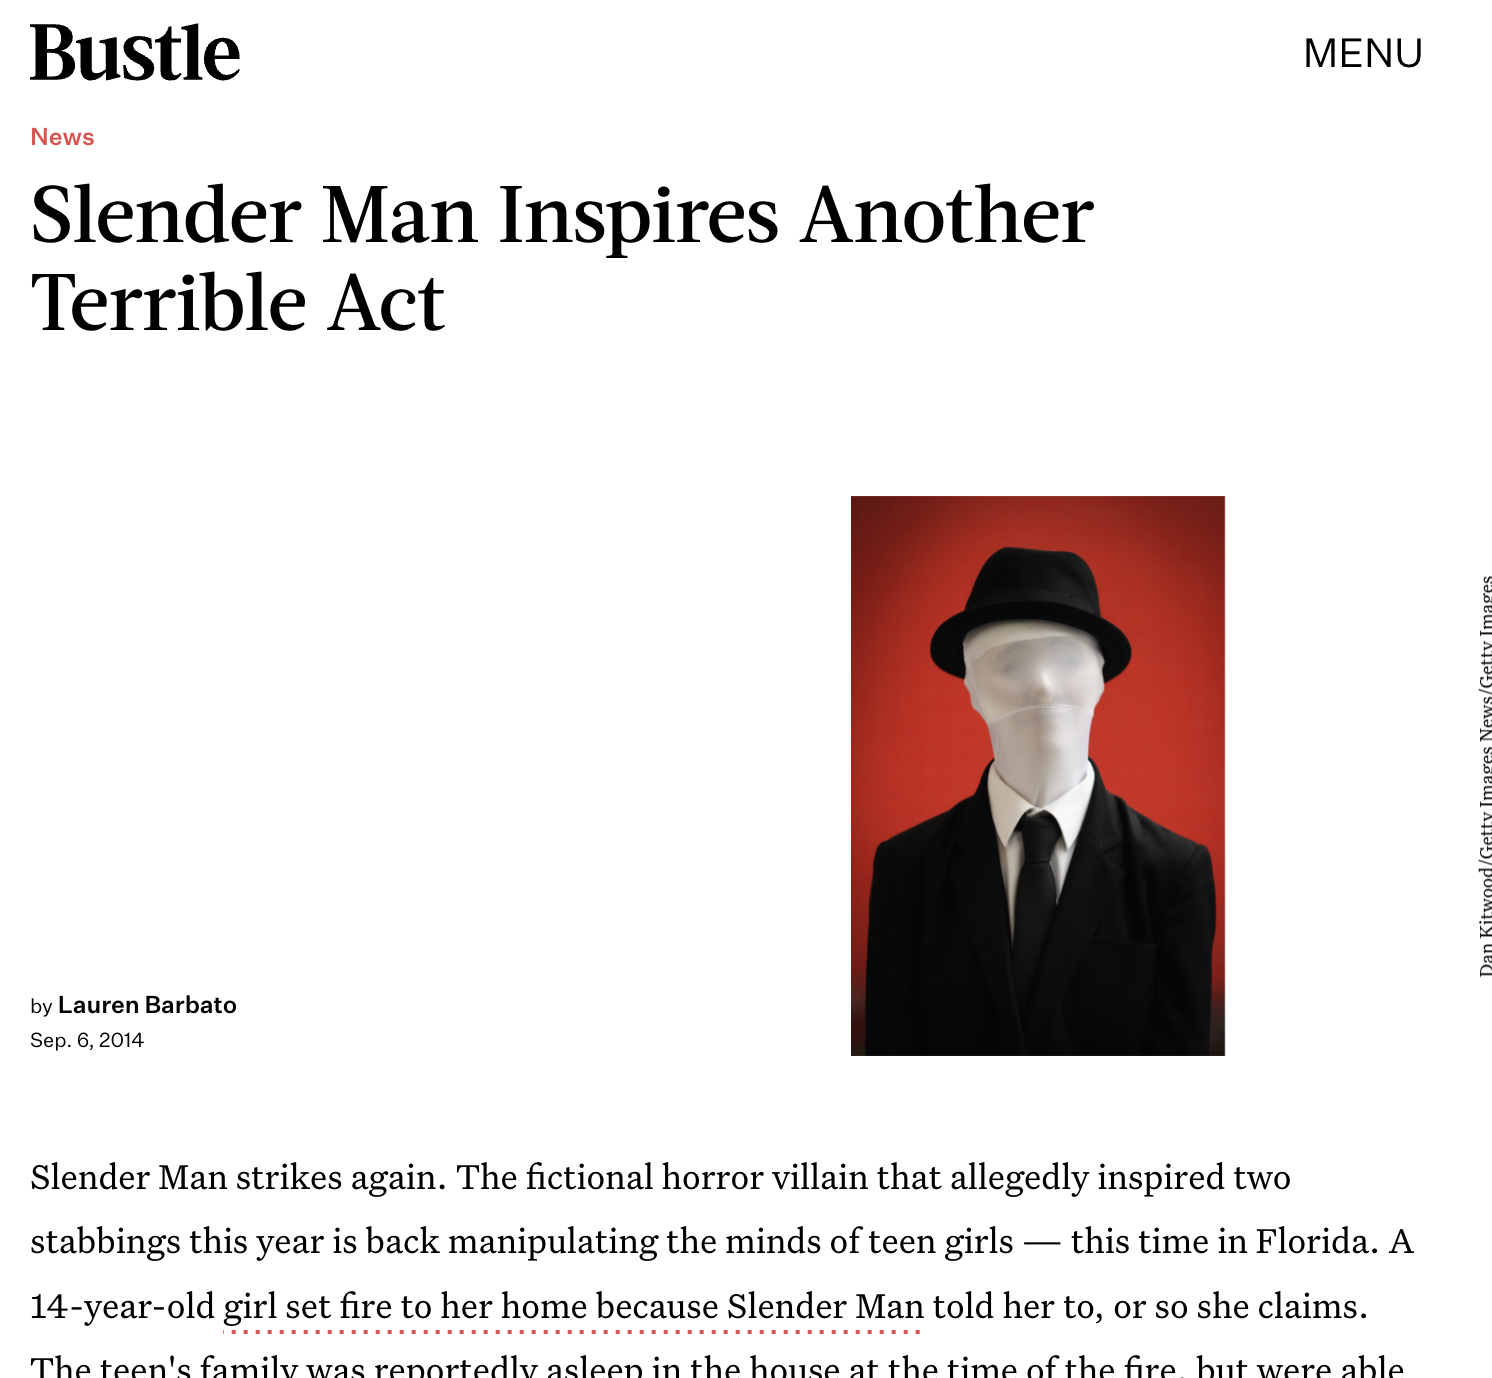 Bustle
MENU
News
Slender Man Inspires Another
Terrible Act
Dan Kitwood/Getty Images News/Getty Images
by Lauren Barbato
Sep. 6, 2014
Slender Man strikes again. The fictional horror villain that allegedly inspired two
stabbings this year is back manipulating the minds of teen girls — this time in Florida. A
14-year-old girl set fire to her home because Slender Man told her to, or so she claims.
The teen's family was reportedly asleep in the house at the time of the fire, but were able